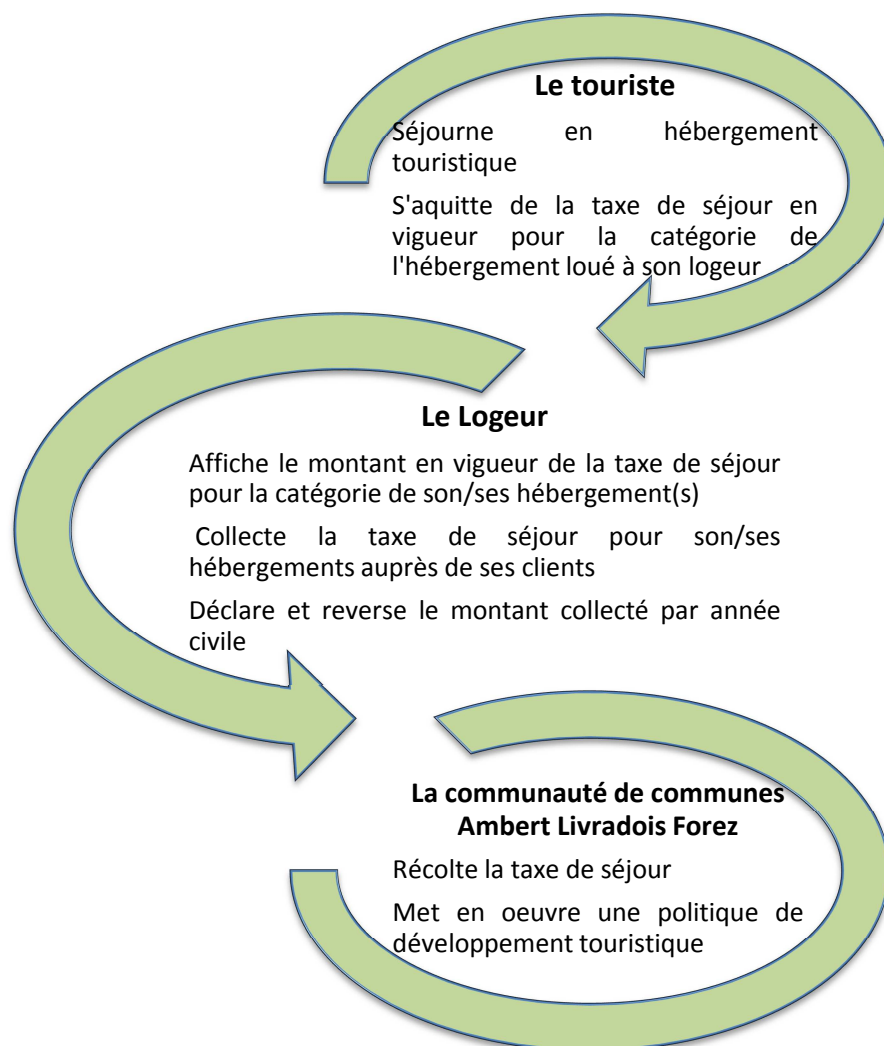 Le touriste
Séjourne en hébergement
touristique
S'aquitte de la taxe de séjour en
vigueur pour la catégorie de
l'hébergement loué à son logeur
Le Logeur
Affiche le montant en vigueur de la taxe de séjour
pour la catégorie de son/ses hébergement(s)
Collecte la taxe de séjour pour son/ses
hébergements auprès de ses clients
Déclare et reverse le montant collecté par année
civile
La communauté de communes
Ambert Livradois Forez
Récolte la taxe de séjour
Met en oeuvre une politique de
développement touristique